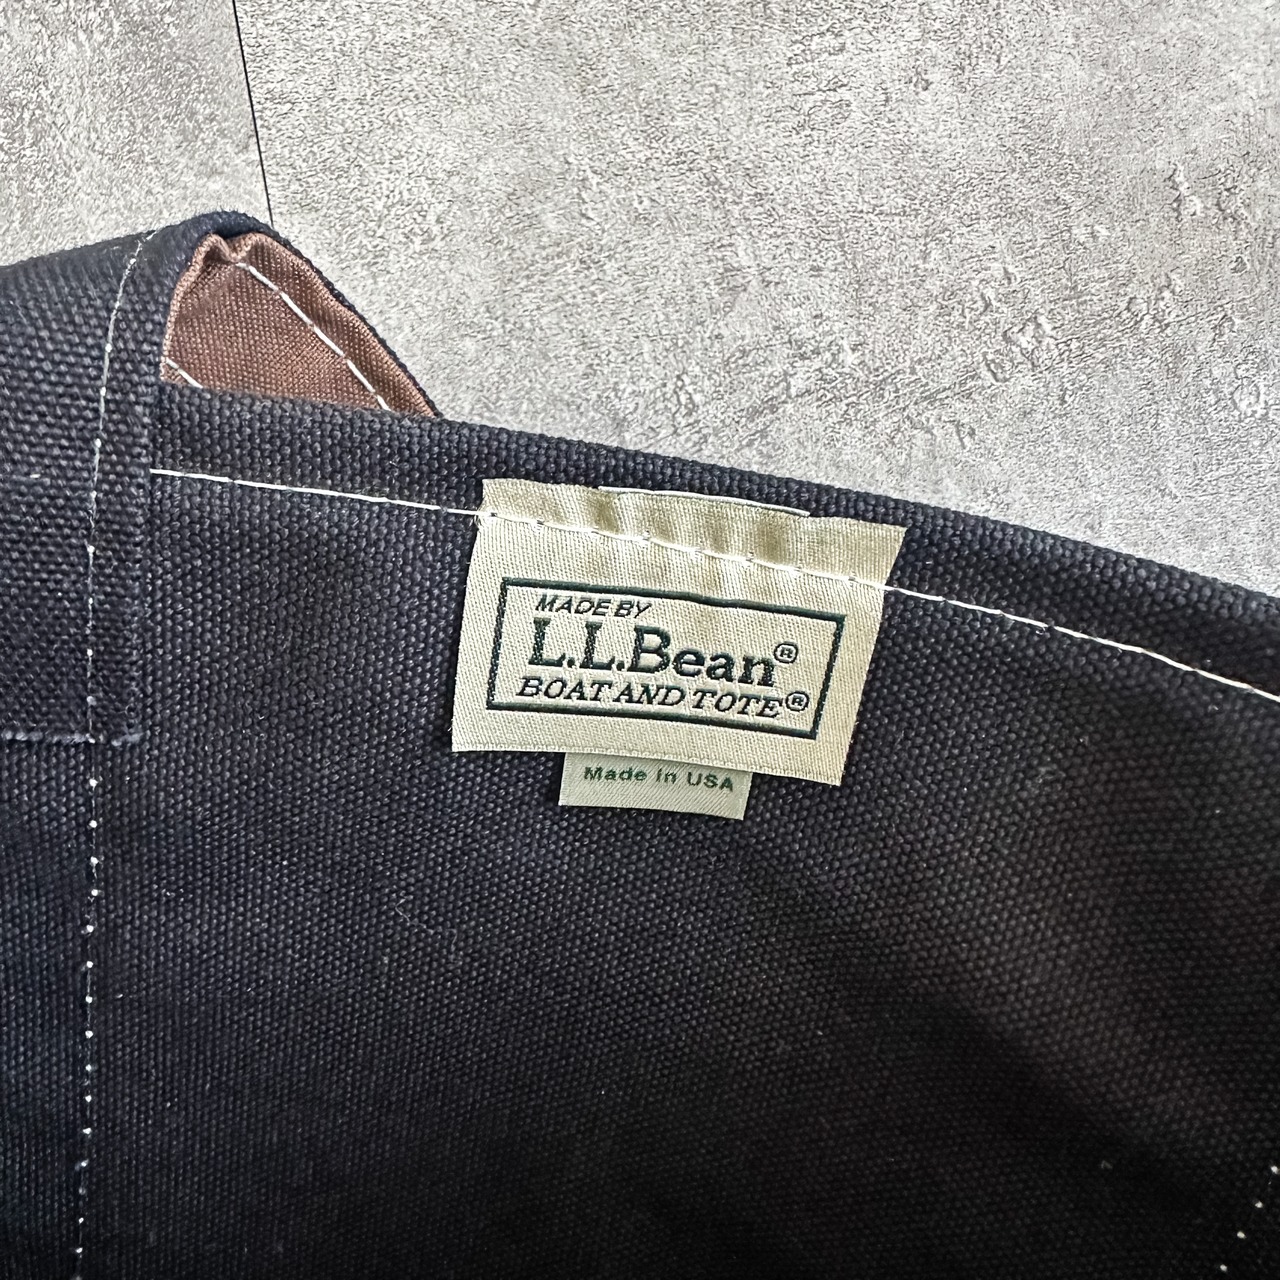 MADE BY
L.L.Bean®
BOAT AND TOTE®
Made in USA